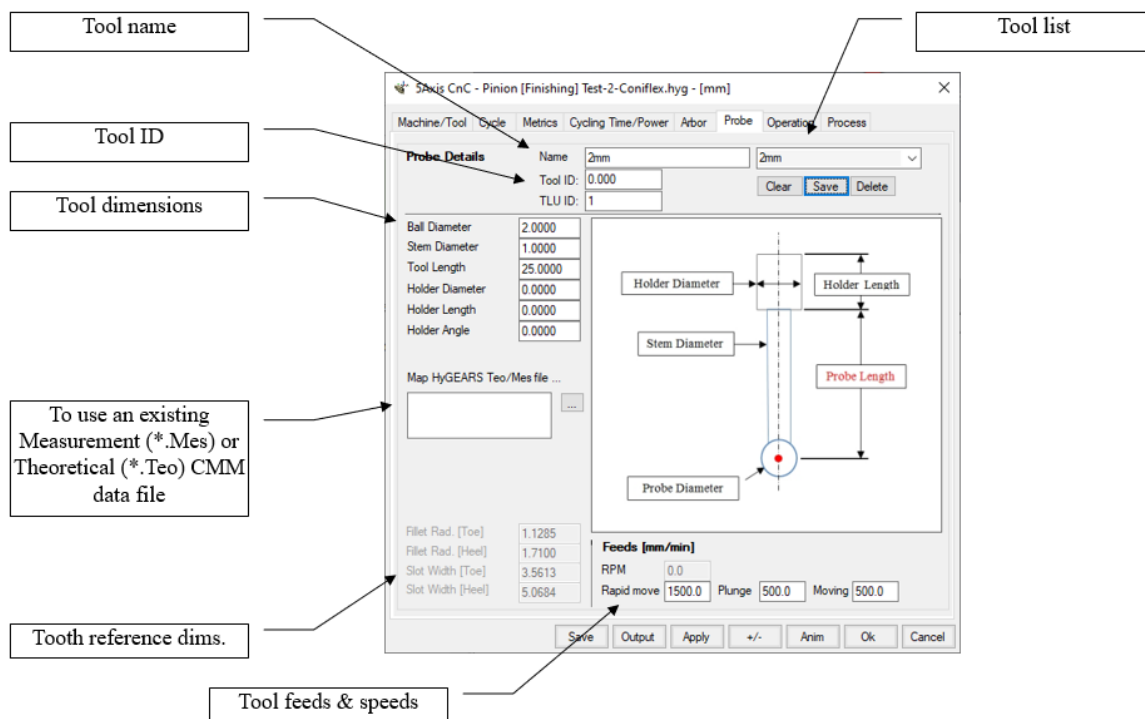 Tool name
Tool list
5Axis CnC - Pinion [Finishing] Test-2-Coniflex.hyg - [mm]
Machine/Tool Cycle Metrics Cycling Time/Power Arbor Probe Operation Process
Tool ID
Probe Details Name 2mm 2mm
Tool ID: 0.000 Clear Save Delete
TLU ID: 1
Tool dimensions
Ball Diameter 2.0000
Stem Diameter 1.0000
Tool Length 25.0000
Holder Diameter 0.0000
Holder Length 0.0000
Holder Angle 0.0000
Holder Diameter Holder Length
Stem Diameter
Probe Length
Probe Diameter
Map HyGEARS Teo/Mes file ...
...
To use an existing
Measurement (*.Mes) or
Theoretical (*.Teo) CMM
data file
Fillet Rad. [Toe] 1.1285
Fillet Rad. [Heel] 1.7100
Slot Width [Toe] 3.5613
Slot Width [Heel] 5.0684
Feeds [mm/min]
RPM 0.0
Rapid move 1500.0 Plunge 500.0 Moving 500.0
Tooth reference dims.
Save Output Apply +/- Anim Ok Cancel
Tool feeds & speeds